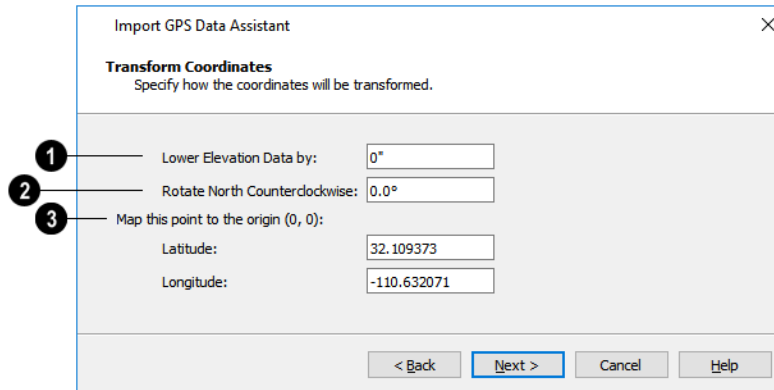 Import GPS Data Assistant
Transform Coordinates
Specify how the coordinates will be transformed.
1 Lower Elevation Data by: 0"
2 Rotate North Counterclockwise: 0.0°
3 Map this point to the origin (0, 0):
Latitude: 32.109373
Longitude: -110.632071
< Back Next > Cancel Help